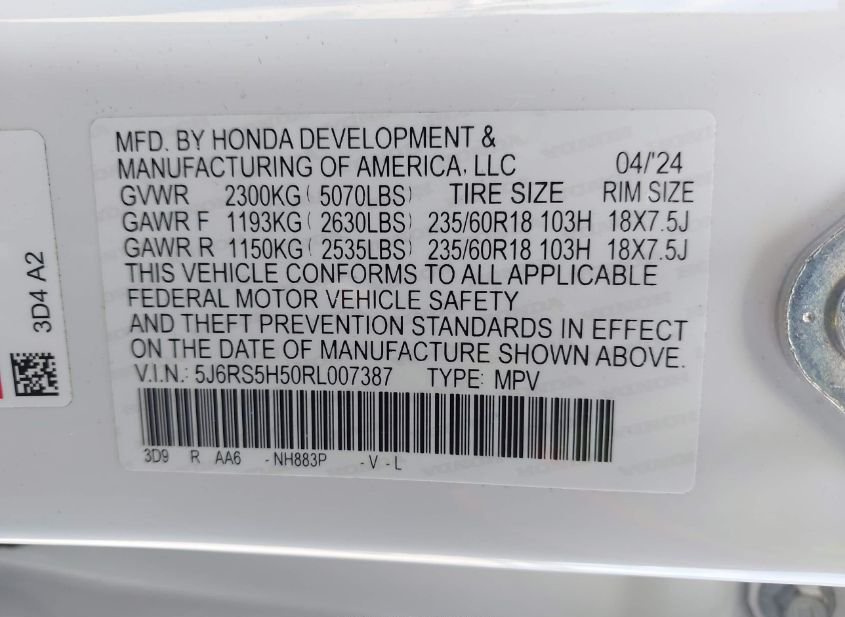 MFD. BY HONDA DEVELOPMENT &
MANUFACTURING OF AMERICA, LLC 04/'24
GVWR 2300KG( 5070LBS) TIRE SIZE RIM SIZE
GAWR F 1193KG( 2630LBS) 235/60R18 103H 18X7.5J
GAWR R 1150KG( 2535LBS) 235/60R18 103H 18X7.5J
THIS VEHICLE CONFORMS TO ALL APPLICABLE
FEDERAL MOTOR VEHICLE SAFETY
AND THEFT PREVENTION STANDARDS IN EFFECT
ON THE DATE OF MANUFACTURE SHOWN ABOVE.
V.I.N.: 5J6RS5H50RL007387 TYPE: MPV
3D9 R AA6 -NH883P -V-L
3D4 A2